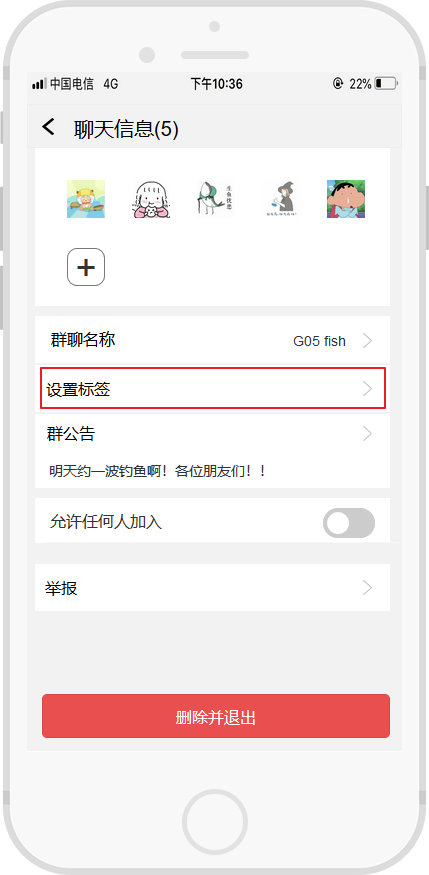 中国电信 4G 下午10:36 22%
聊天信息(5)
群聊名称 G05 fish
设置标签
群公告
明天约一波钓鱼啊！各位朋友们！！
允许任何人加入
举报
删除并退出